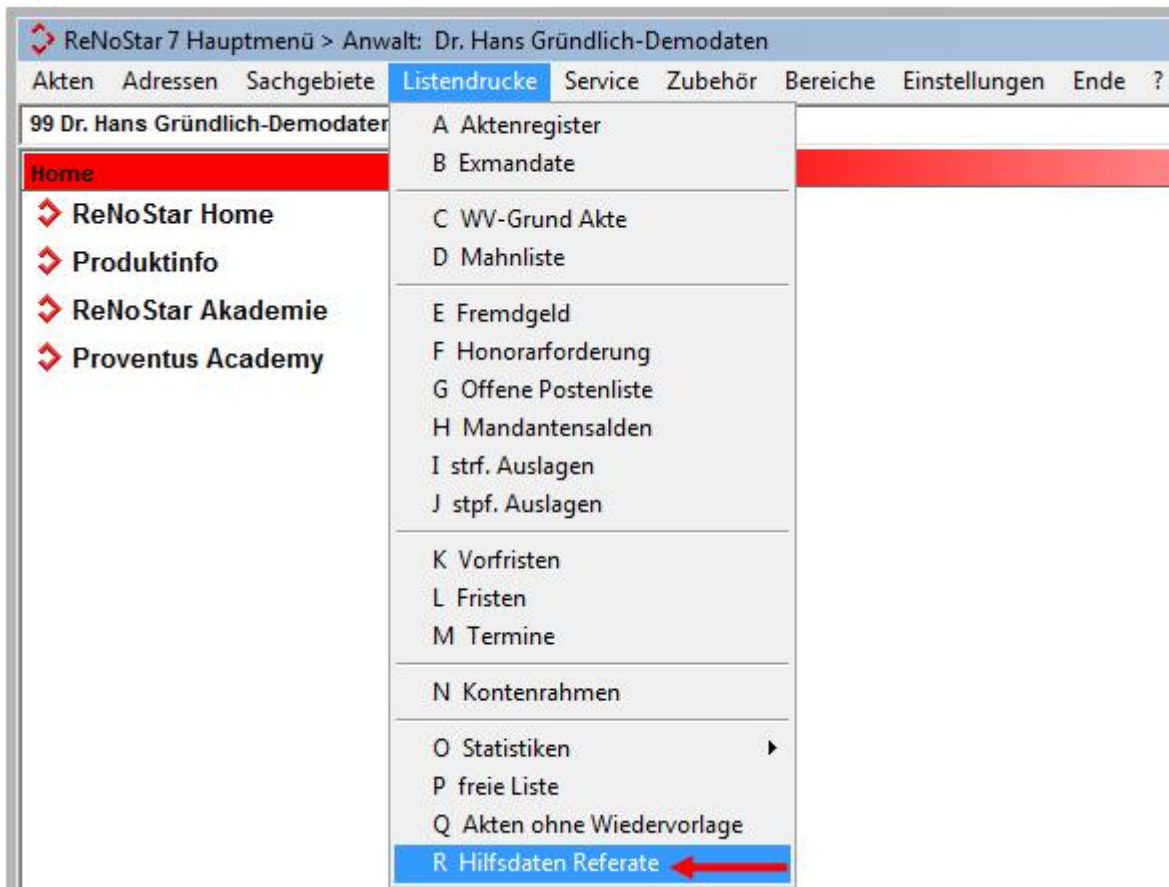 ReNoStar 7 Hauptmenü > Anwalt: Dr. Hans Gründlich-Demodaten
Akten Adressen Sachgebiete Listendrucke Service Zubehör Bereiche Einstellungen Ende ?
99 Dr. Hans Gründlich-Demodaten
Home
ReNoStar Home
Produktinfo
ReNoStar Akademie
Proventus Academy
A Aktenregister
B Exmandate
C WV-Grund Akte
D Mahnliste
E Fremdgeld
F Honorarforderung
G Offene Postenliste
H Mandantensalden
I strf. Auslagen
J stpf. Auslagen
K Vorfristen
L Fristen
M Termine
N Kontenrahmen
O Statistiken
P freie Liste
Q Akten ohne Wiedervorlage
R Hilfsdaten Referate